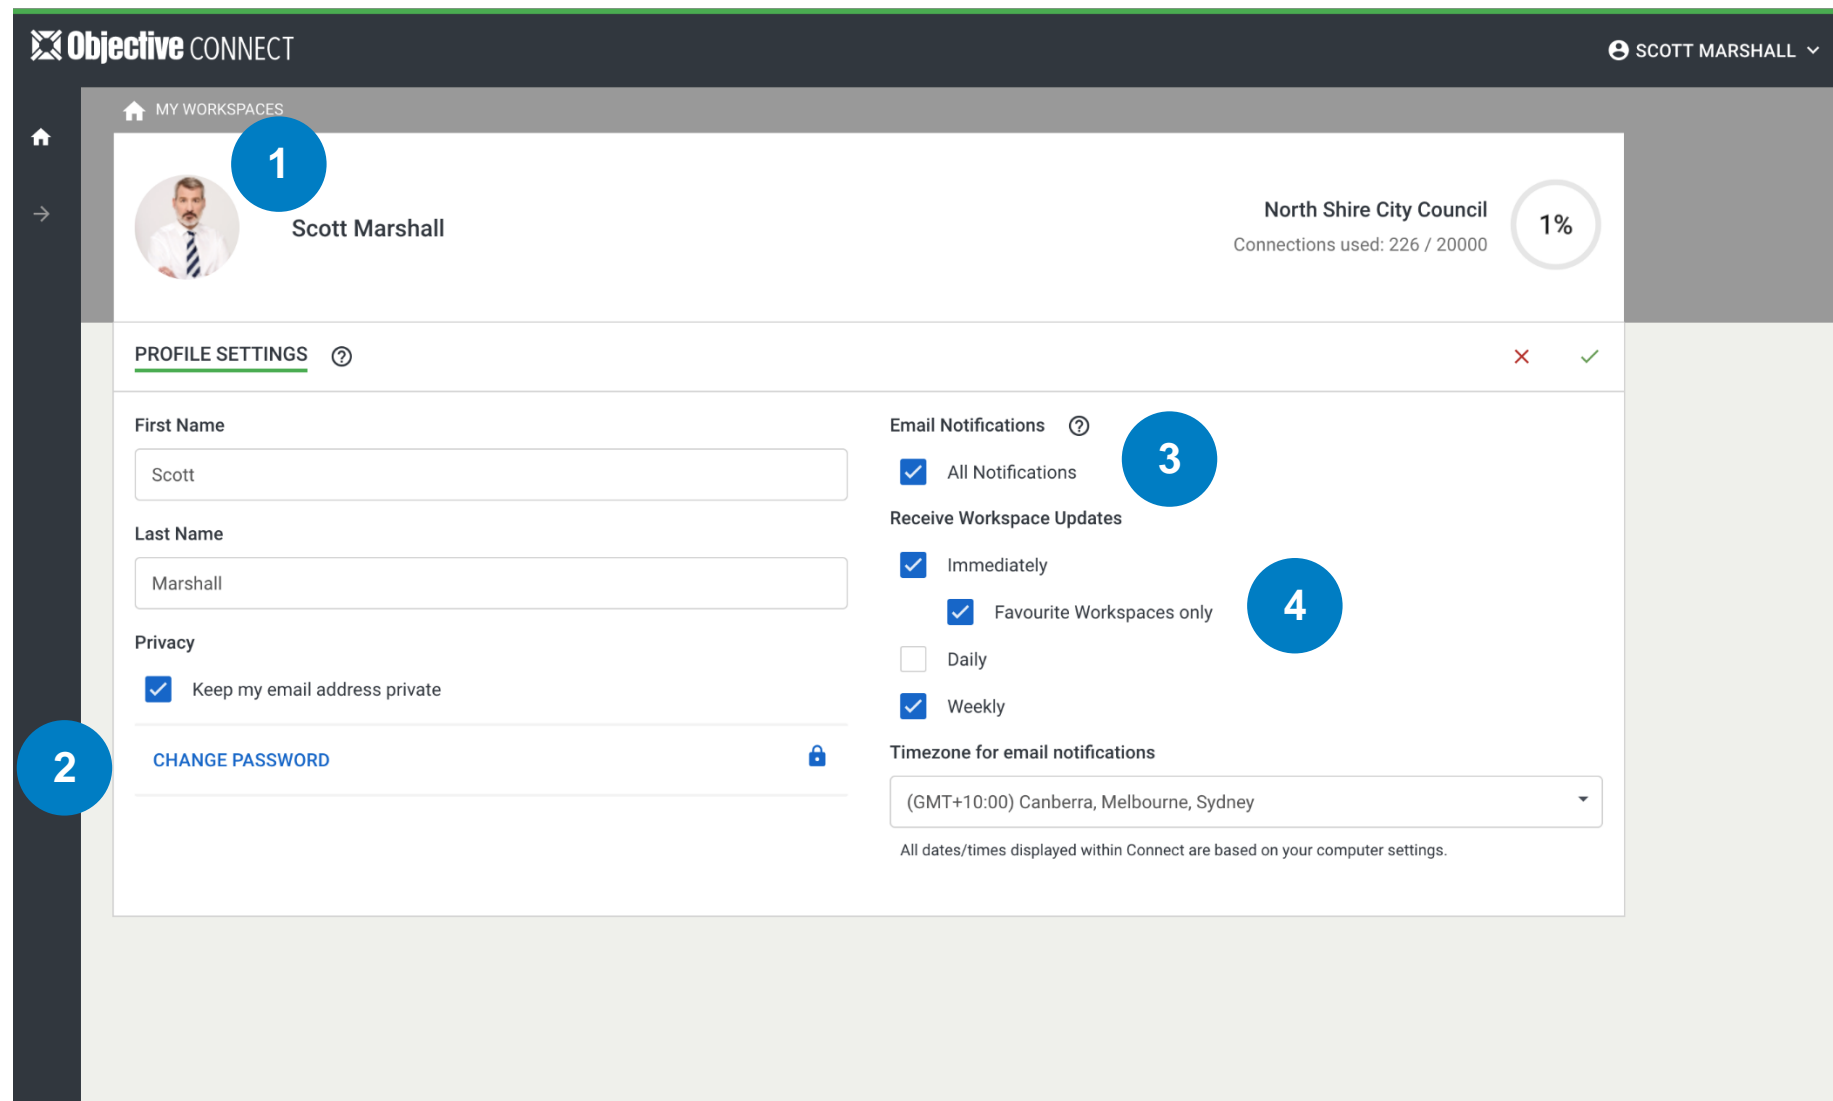 Objective CONNECT
SCOTT MARSHALL
MY WORKSPACES
1
Scott Marshall
North Shire City Council
Connections used: 226 / 20000
1%
PROFILE SETTINGS
First Name
Scott
Last Name
Marshall
Privacy
Keep my email address private
2
CHANGE PASSWORD
Email Notifications
3
All Notifications
Receive Workspace Updates
Immediately
Favourite Workspaces only
4
Daily
Weekly
Timezone for email notifications
(GMT+10:00) Canberra, Melbourne, Sydney
All dates/times displayed within Connect are based on your computer settings.